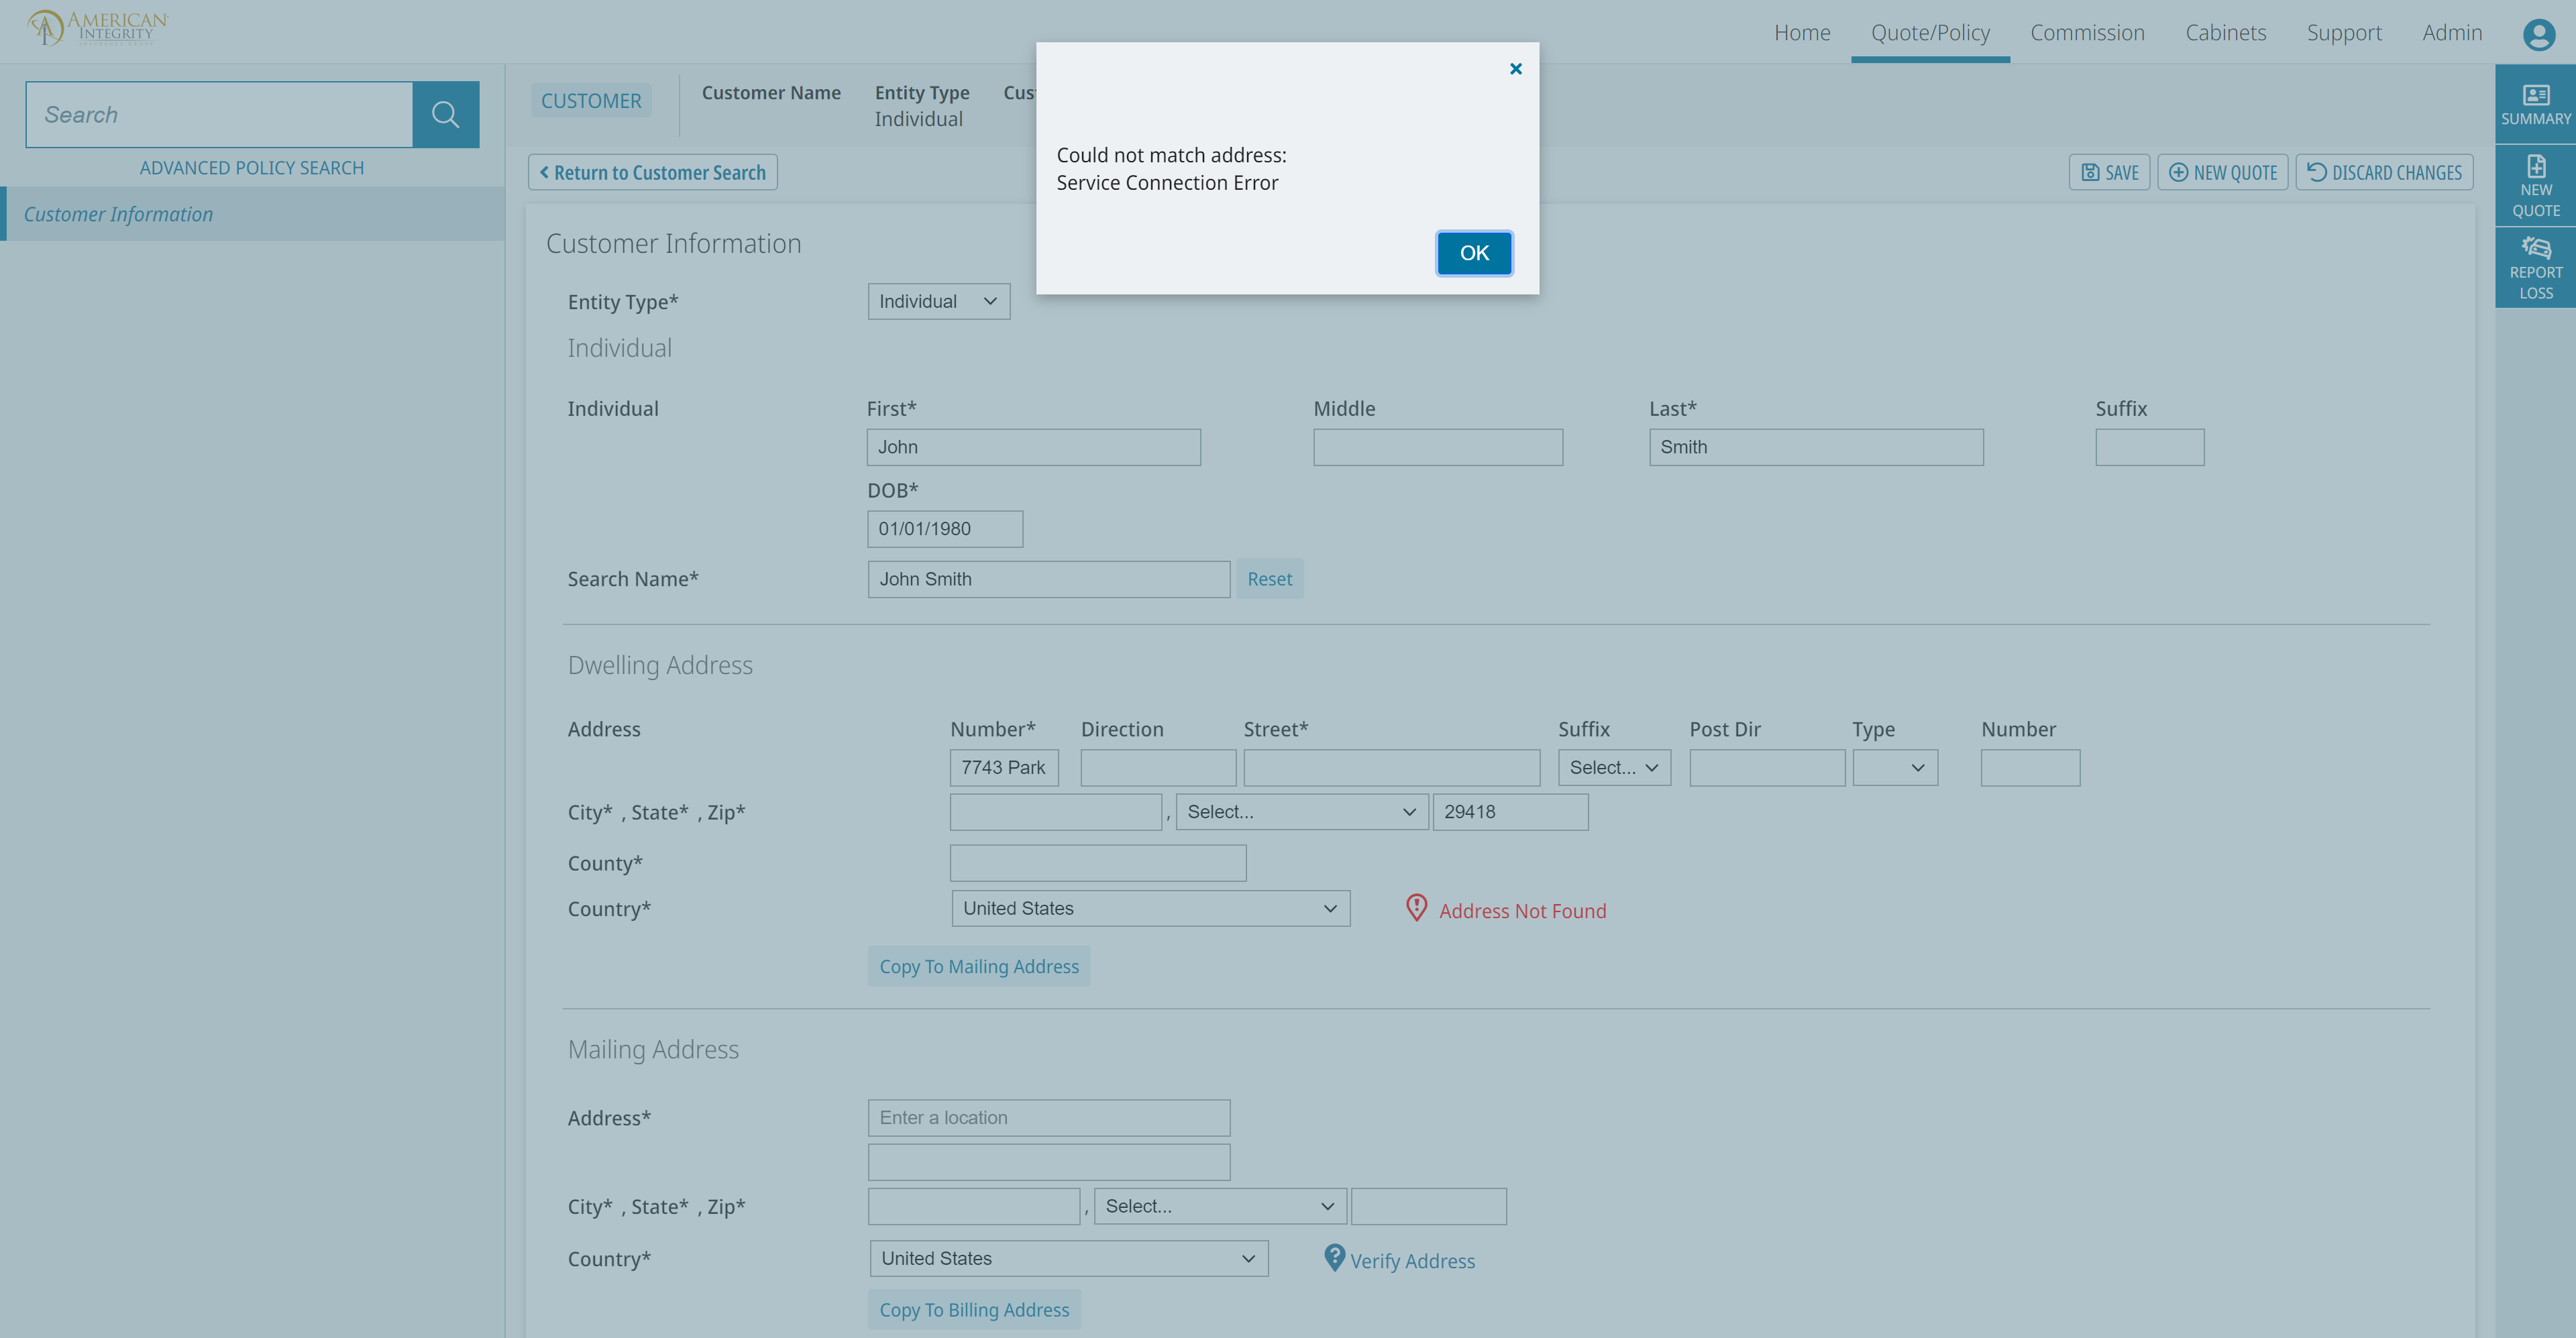 AMERICAN
INTEGRITY
Home Quote/Policy Commission Cabinets Support Admin
Search
ADVANCED POLICY SEARCH
Customer Information
CUSTOMER
Customer Name Entity Type Cus
Individual
Could not match address:
Service Connection Error
OK
Return to Customer Search
SAVE NEW QUOTE DISCARD CHANGES
SUMMARY
NEW
QUOTE
REPORT
LOSS
Customer Information
Entity Type* Individual
Individual
Individual First* Middle Last* Suffix
John Smith
DOB*
01/01/1980
Search Name* John Smith Reset
Dwelling Address
Address Number* Direction Street* Suffix Post Dir Type Number
7743 Park Select...
City* , State* , Zip* , Select... 29418
County*
Country* United States Address Not Found
Copy To Mailing Address
Mailing Address
Address* Enter a location
City* , State* , Zip* , Select...
Country* United States Verify Address
Copy To Billing Address